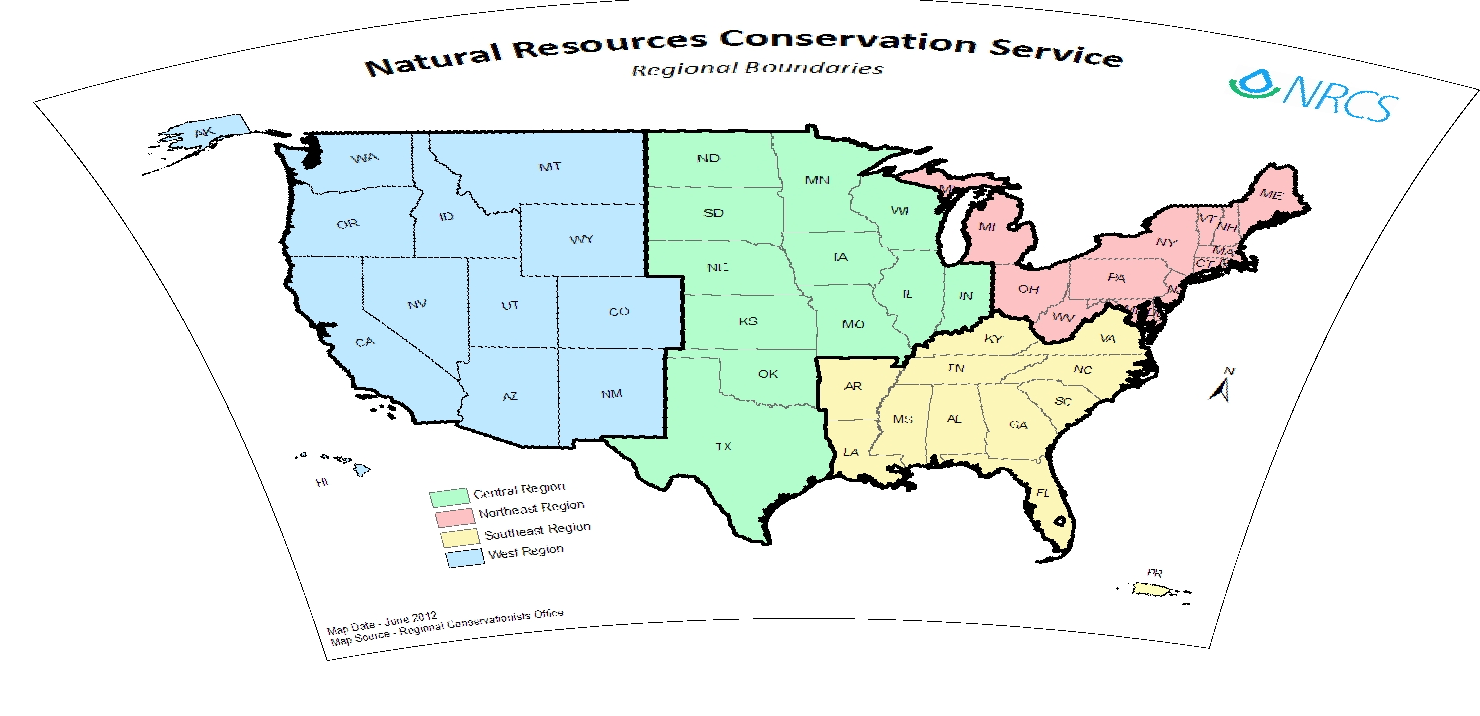 Natural Resources Conservation Service
Regional Boundaries
NRCS
AK
WA
MT
ND
MN
MI
ME
OR
ID
SD
WI
MI
VT
NH
WY
NY
MA
IA
CT
NE
PA
NV
UT
CO
IL
IN
OH
KS
MO
WV
CA
KY
VA
TN
NC
N
OK
AR
AZ
NM
SC
MS
AL
GA
TX
LA
HI
FL
Central Region
Northeast Region
Southeast Region
West Region
PR
Map Date - June 2012
Map Source - Regional Conservationists Office